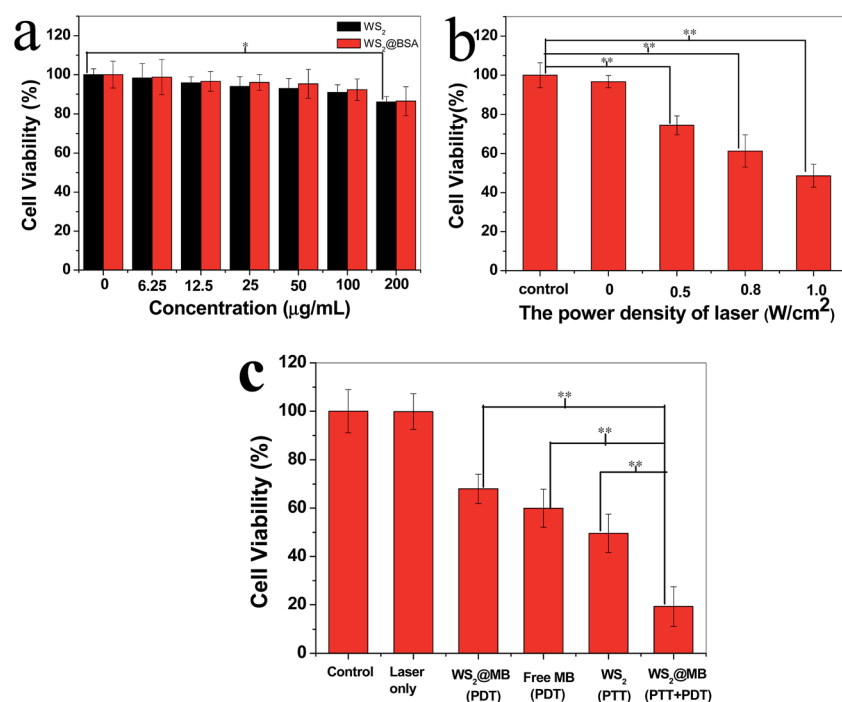 a
WS₂
WS₂@BSA
*
Cell Viability (%)
120
100
80
60
40
20
0
0 6.25 12.5 25 50 100 200
Concentration (μg/mL)
b
**
**
**
Cell Viability(%)
120
100
80
60
40
20
0
control 0 0.5 0.8 1.0
The power density of laser (W/cm²)
c
**
**
**
Cell Viability (%)
120
100
80
60
40
20
0
Control Laser WS₂@MB Free MB WS₂ WS₂@MB
only (PDT) (PDT) (PTT) (PTT+PDT)